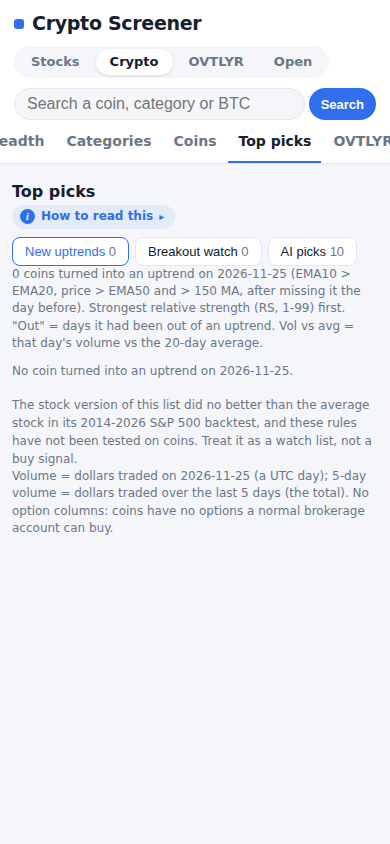 Crypto Screener
Stocks Crypto OVTLYR Open
Search a coin, category or BTC Search
eadth Categories Coins Top picks OVTLYR
Top picks
i How to read this ▸
New uptrends 0 Breakout watch 0 AI picks 10
0 coins turned into an uptrend on 2026-11-25 (EMA10 >
EMA20, price > EMA50 and > 150 MA, after missing it the
day before). Strongest relative strength (RS, 1-99) first.
"Out" = days it had been out of an uptrend. Vol vs avg =
that day's volume vs the 20-day average.
No coin turned into an uptrend on 2026-11-25.
The stock version of this list did no better than the average
stock in its 2014-2026 S&P 500 backtest, and these rules
have not been tested on coins. Treat it as a watch list, not a
buy signal.
Volume = dollars traded on 2026-11-25 (a UTC day); 5-day
volume = dollars traded over the last 5 days (the total). No
option columns: coins have no options a normal brokerage
account can buy.